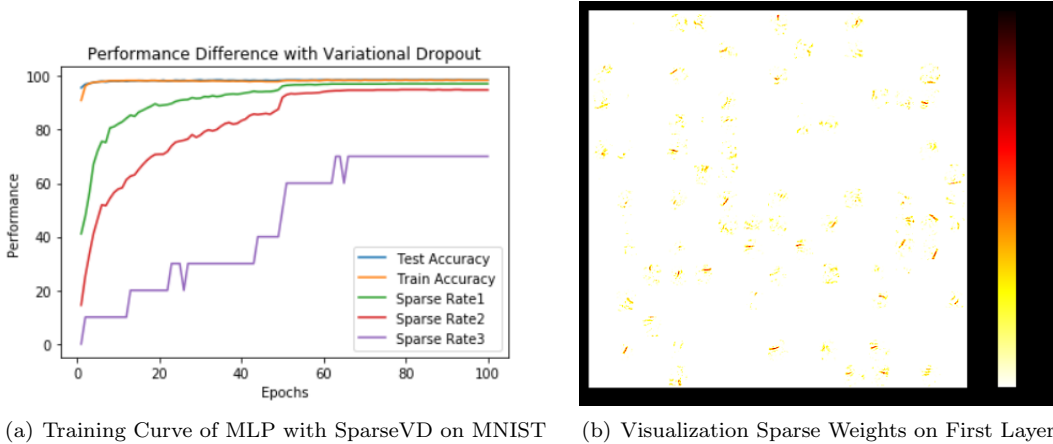 Performance Difference with Variational Dropout
Performance
100
80
60
40
20
0
0
20
40
60
80
100
Epochs
Test Accuracy
Train Accuracy
Sparse Rate1
Sparse Rate2
Sparse Rate3
(a) Training Curve of MLP with SparseVD on MNIST
(b) Visualization Sparse Weights on First Layer